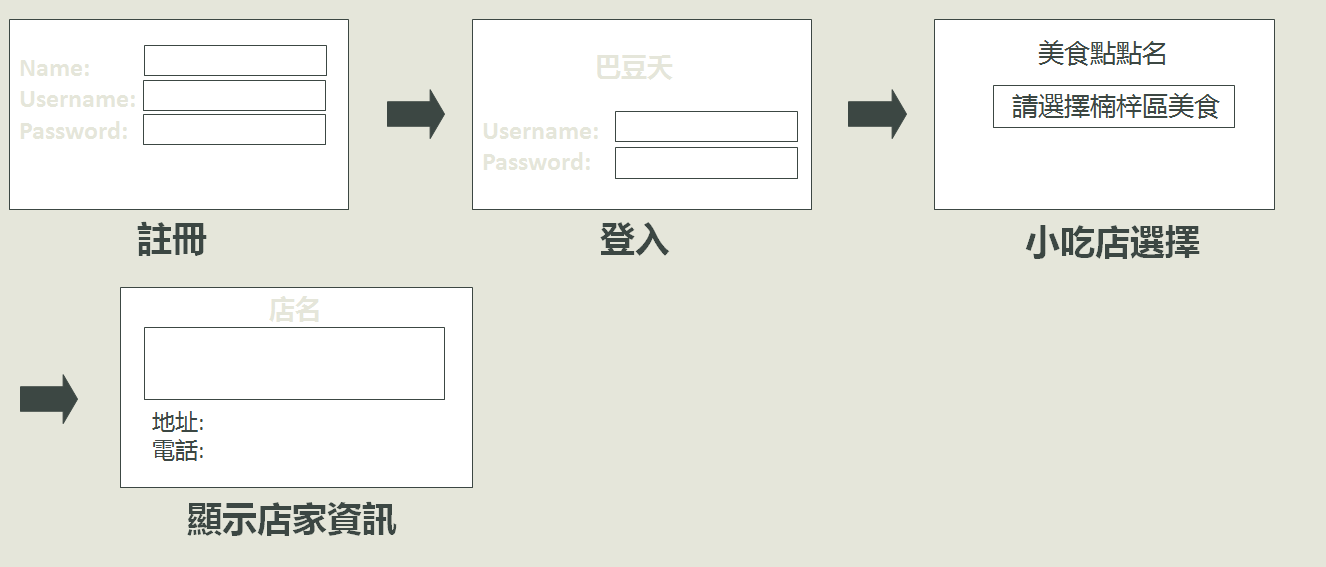 Name:
Username:
Password:
註冊
巴豆夭
Username:
Password:
登入
美食點點名
請選擇楠梓區美食
小吃店選擇
店名
地址:
電話:
顯示店家資訊